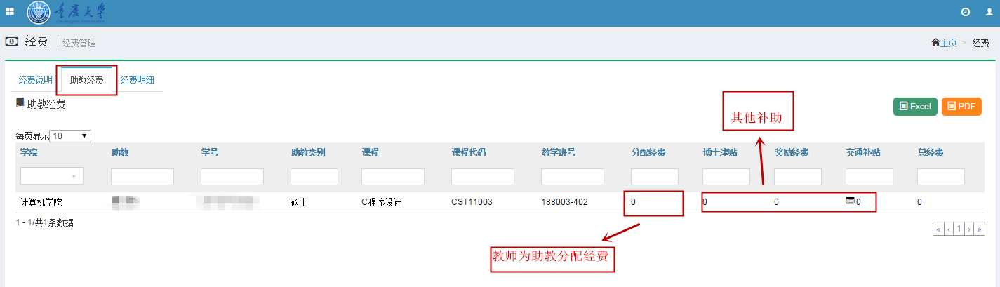 重庆大学
CHONGQING UNIVERSITY
经费 经费管理
主页 > 经费
经费说明 助教经费 经费明细
助教经费
Excel PDF
其他补助
每页显示 10
学院 助教 学号 助教类别 课程 课程代码 教学班号 分配经费 博士津贴 奖励经费 交通补贴 总经费
计算机学院 硕士 C程序设计 CST11003 188003-402 0 0 0 0 0
1 - 1/共1条数据
« ‹ 1 › »
教师为助教分配经费